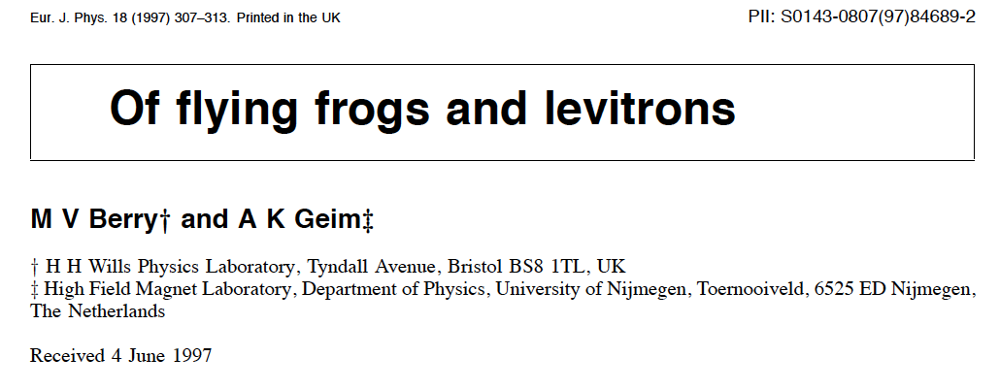 Eur. J. Phys. 18 (1997) 307–313. Printed in the UK
PII: S0143-0807(97)84689-2
Of flying frogs and levitrons
M V Berry† and A K Geim‡
† H H Wills Physics Laboratory, Tyndall Avenue, Bristol BS8 1TL, UK
‡ High Field Magnet Laboratory, Department of Physics, University of Nijmegen, Toernooiveld, 6525 ED Nijmegen,
The Netherlands
Received 4 June 1997